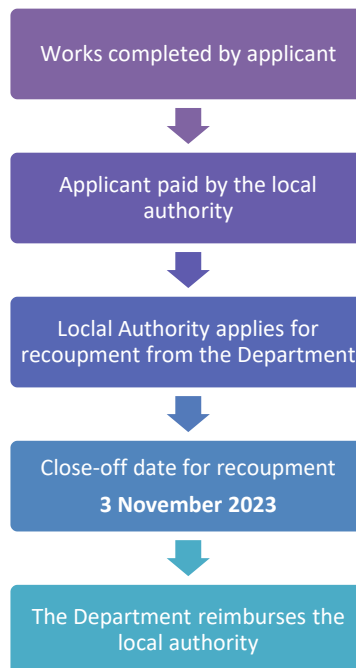 Works completed by applicant
Applicant paid by the local
authority
Loclal Authority applies for
recoupment from the Department
Close-off date for recoupment
3 November 2023
The Department reimburses the
local authority